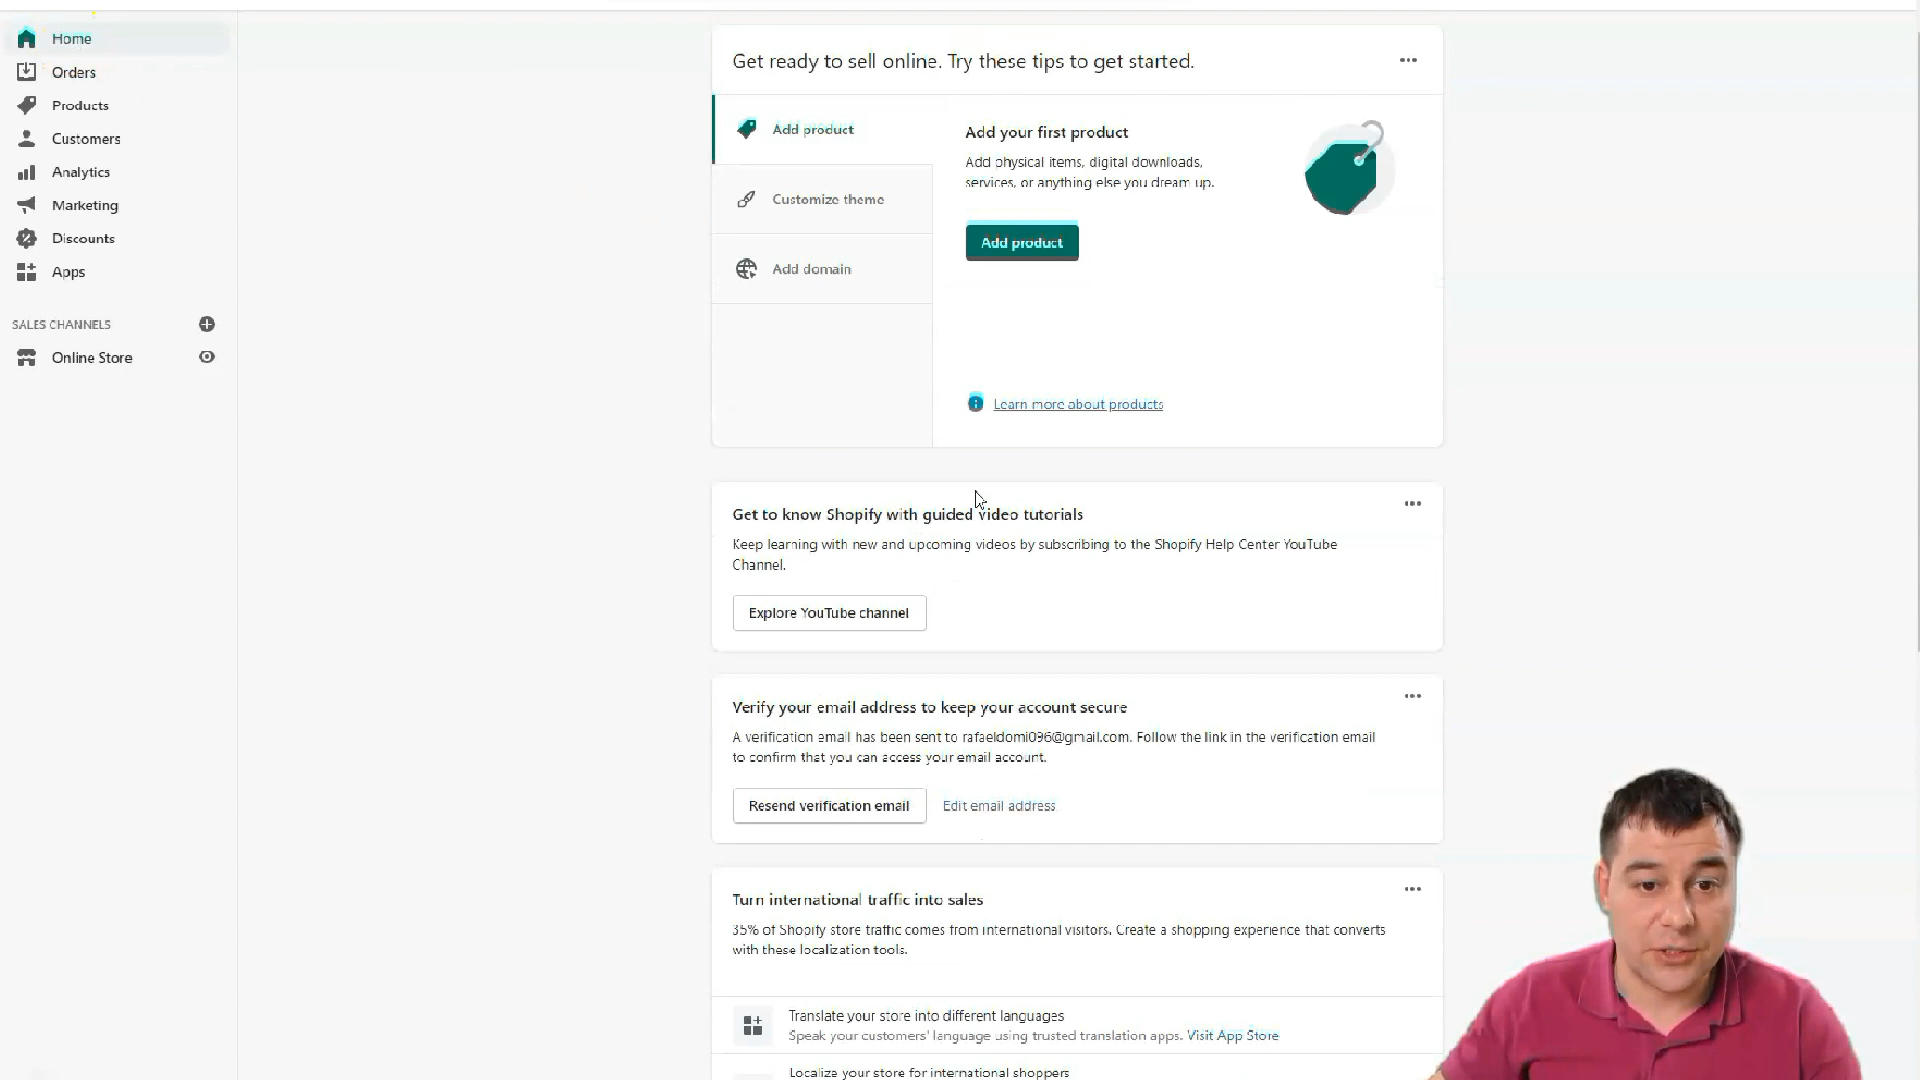 Home
Orders
Products
Customers
Analytics
Marketing
Discounts
Apps
SALES CHANNELS
Online Store
Get ready to sell online. Try these tips to get started.
Add product
Customize theme
Add domain
Add your first product
Add physical items, digital downloads,
services, or anything else you dream up.
Add product
Learn more about products
Get to know Shopify with guided video tutorials
Keep learning with new and upcoming videos by subscribing to the Shopify Help Center YouTube
Channel.
Explore YouTube channel
Verify your email address to keep your account secure
A verification email has been sent to rafaeldomi096@gmail.com. Follow the link in the verification email
to confirm that you can access your email account.
Resend verification email
Edit email address
Turn international traffic into sales
35% of Shopify store traffic comes from international visitors. Create a shopping experience that converts
with these localization tools.
Translate your store into different languages
Speak your customers' language using trusted translation apps. Visit App Store
Localize your store for international shoppers